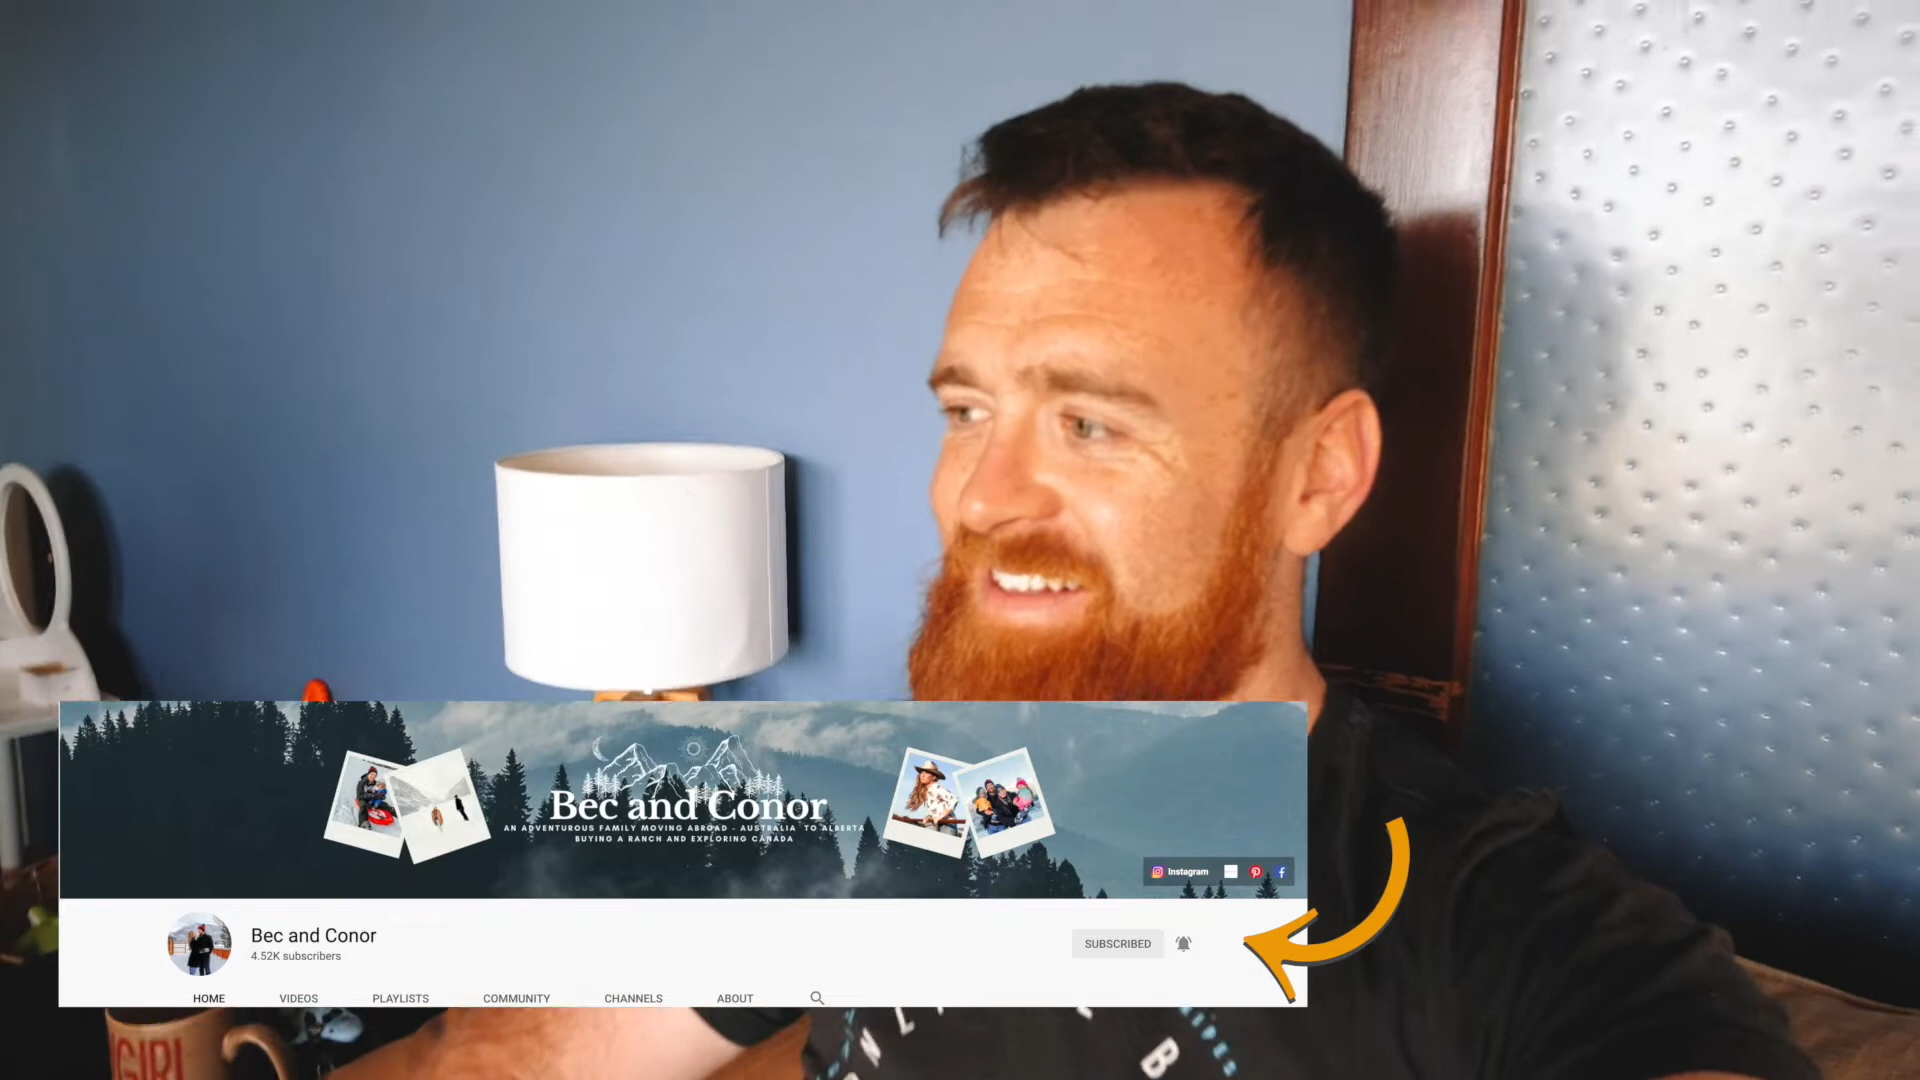 Bec and Conor
AN ADVENTUROUS FAMILY MOVING ABROAD - AUSTRALIA TO ALBERTA
BUYING A RANCH AND EXPLORING CANADA
Instagram
Bec and Conor
4.52K subscribers
SUBSCRIBED
HOME VIDEOS PLAYLISTS COMMUNITY CHANNELS ABOUT
GIRL